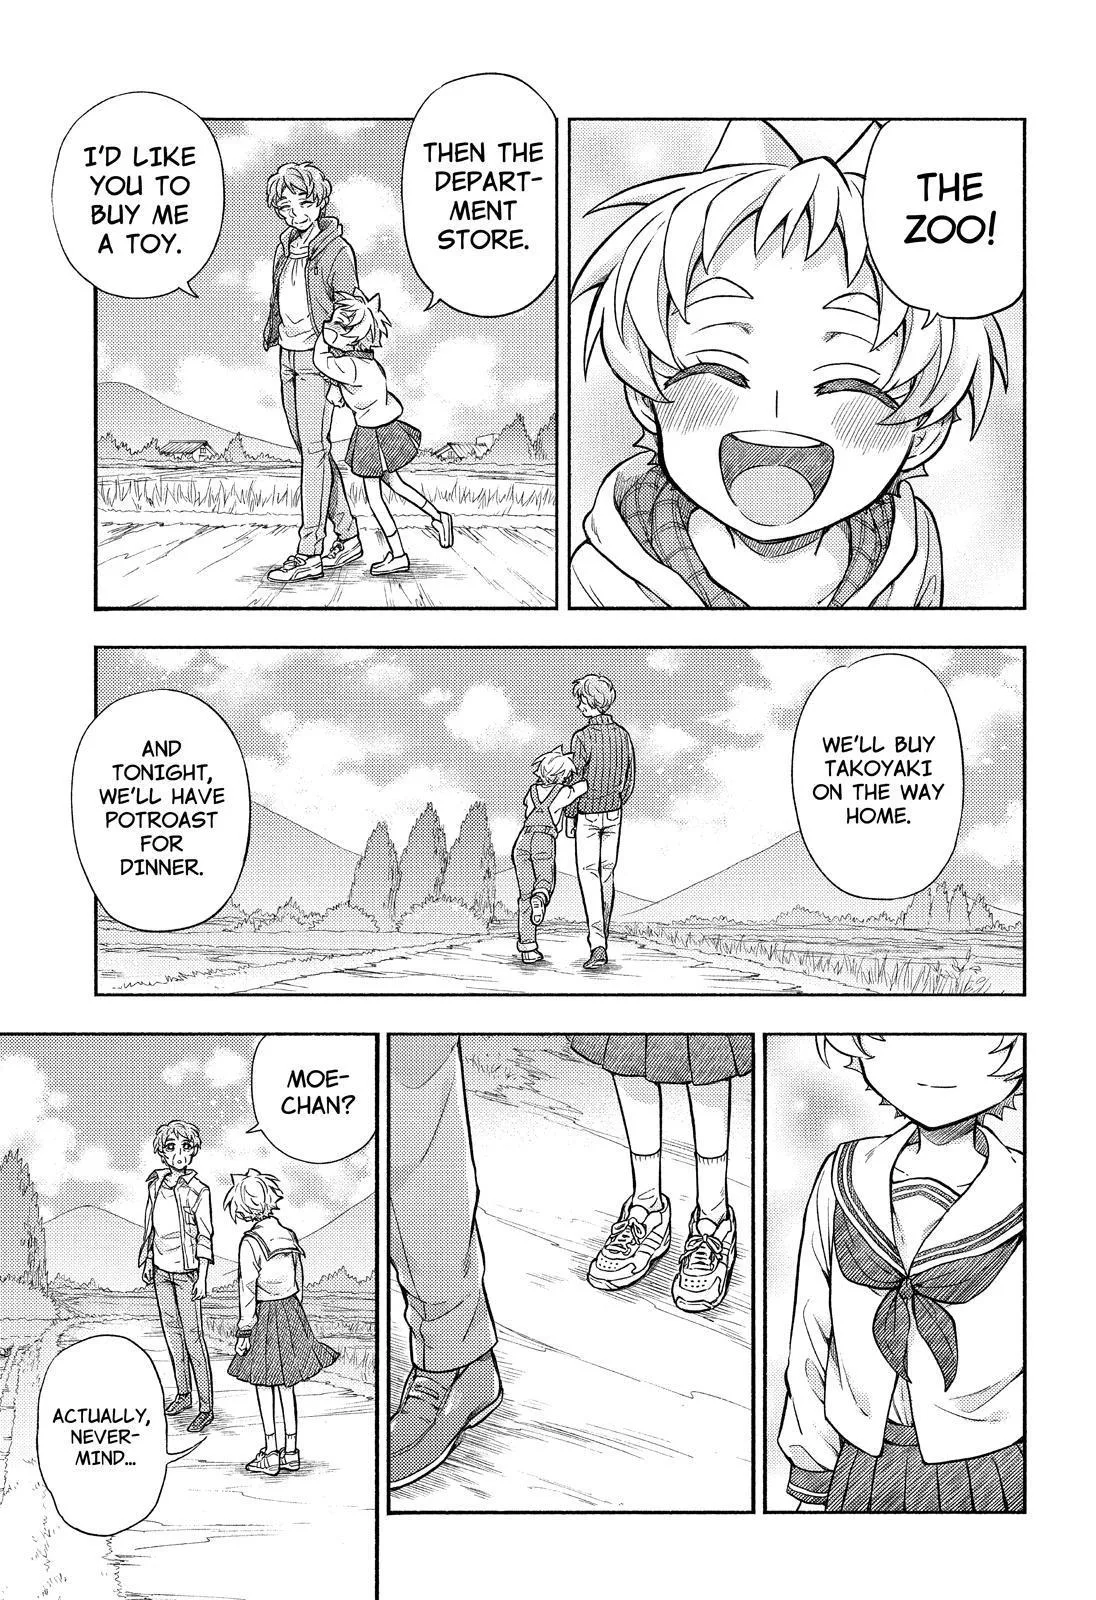 THE
ZOO!
THEN THE
DEPART-
MENT
STORE.
I'D LIKE
YOU TO
BUY ME
A TOY.
WE'LL BUY
TAKOYAKI
ON THE WAY
HOME.
AND
TONIGHT,
WE'LL HAVE
POTROAST
FOR
DINNER.
MOE-
CHAN?
ACTUALLY,
NEVER-
MIND...